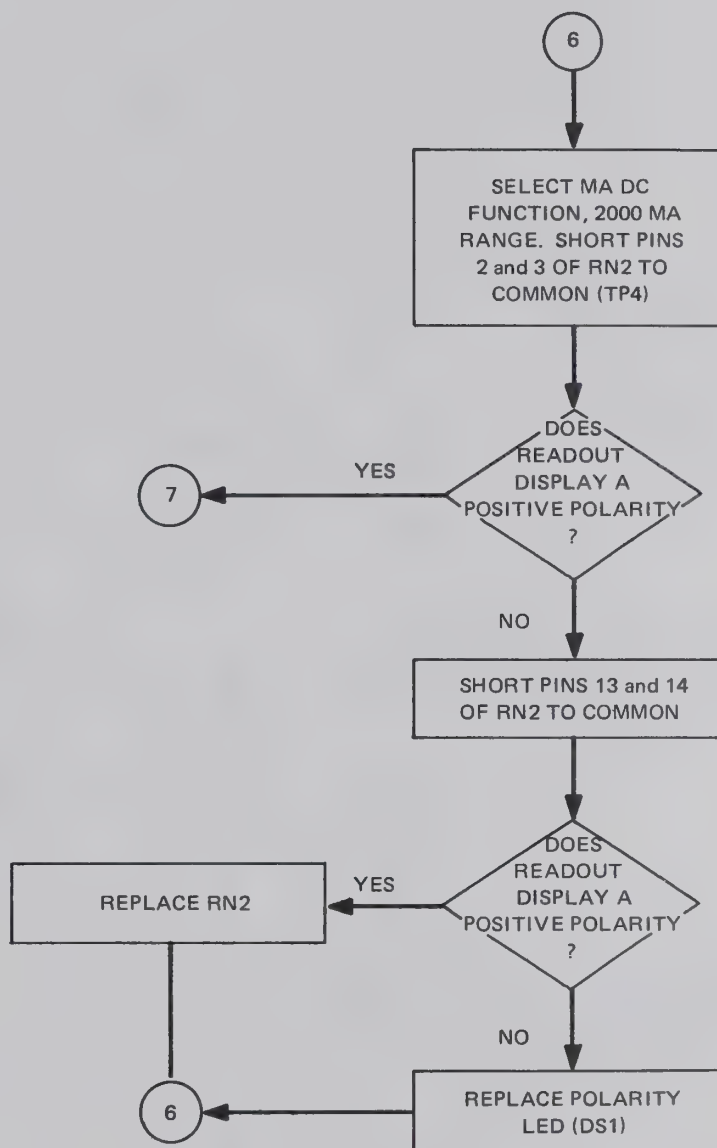 6
SELECT MA DC
FUNCTION, 2000 MA
RANGE. SHORT PINS
2 and 3 OF RN2 TO
COMMON (TP4)
DOES
READOUT
DISPLAY A
POSITIVE POLARITY
?
YES
7
NO
SHORT PINS 13 and 14
OF RN2 TO COMMON
DOES
READOUT
DISPLAY A
POSITIVE POLARITY
?
YES
REPLACE RN2
NO
REPLACE POLARITY
LED (DS1)
6